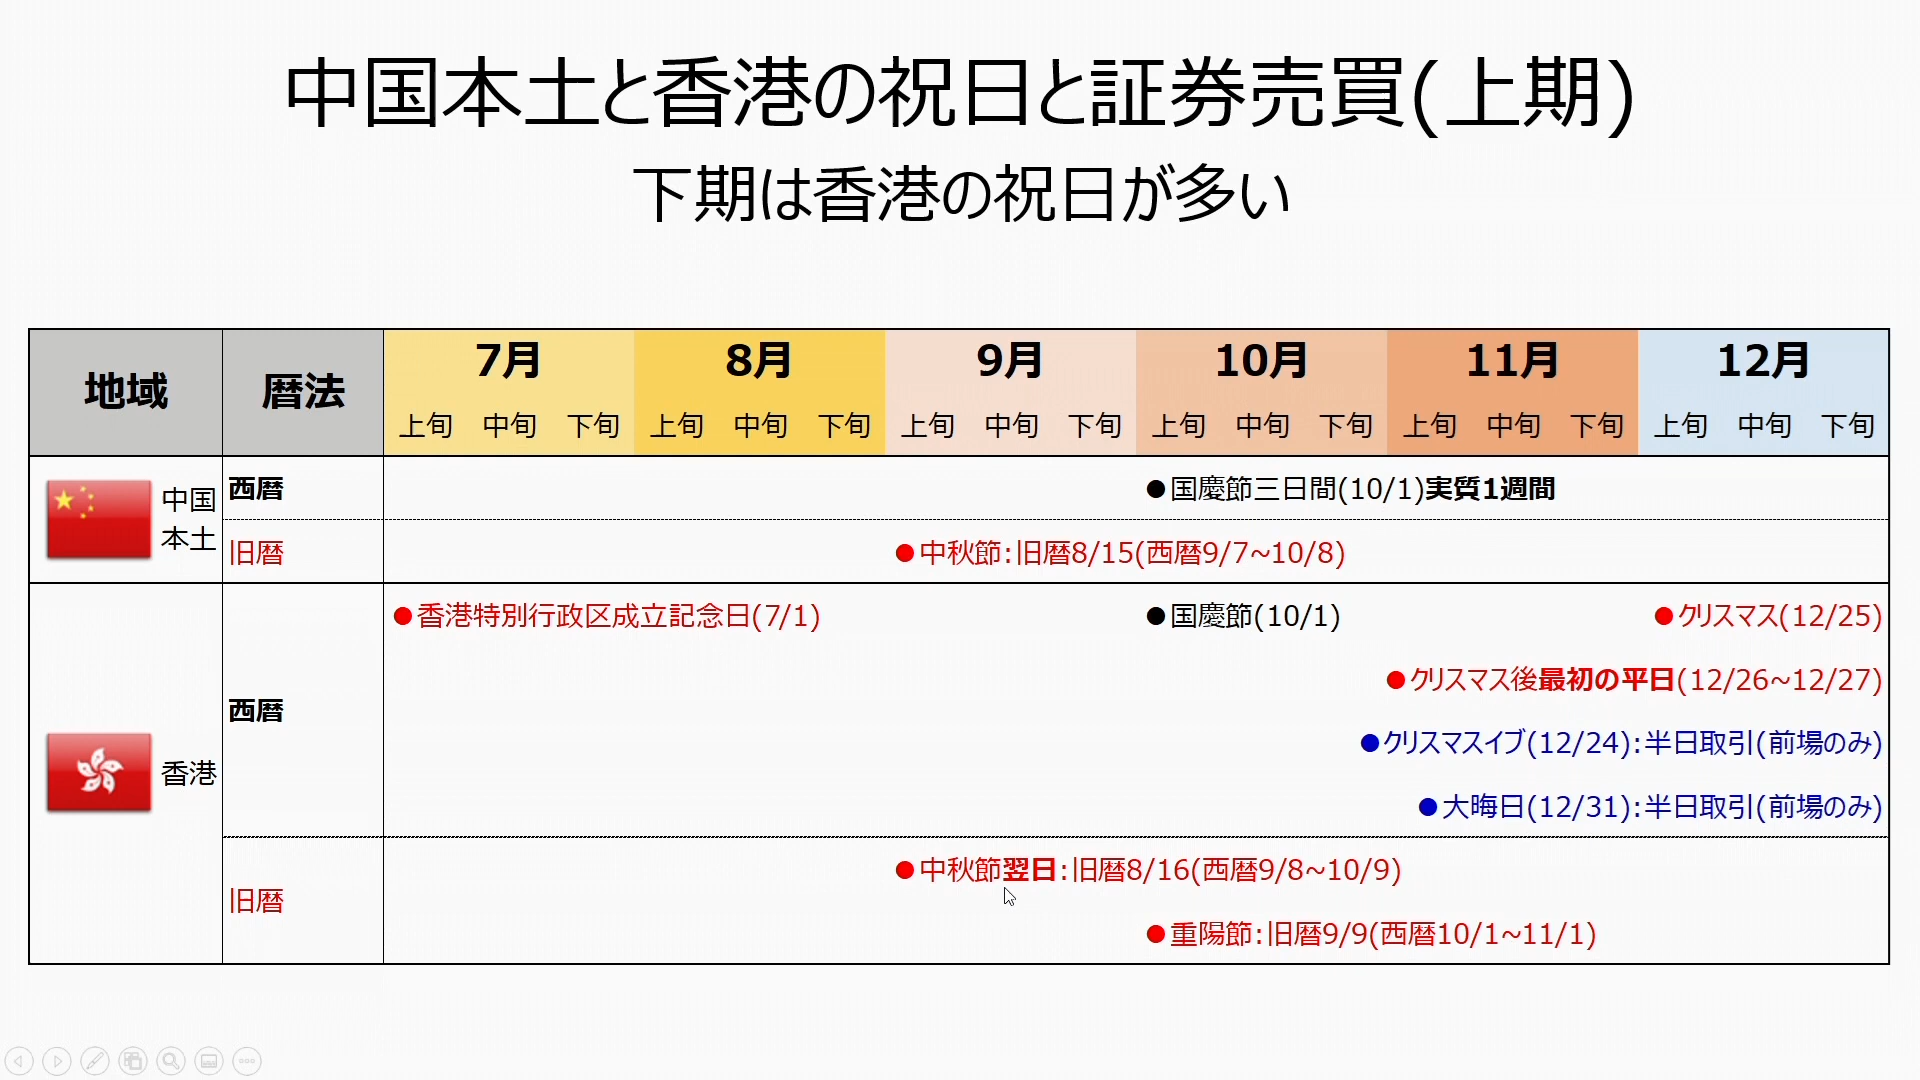 中国本土と香港の祝日と証券売買(上期)
下期は香港の祝日が多い
地域 暦法 7月 8月 9月 10月 11月 12月
上旬 中旬 下旬 上旬 中旬 下旬 上旬 中旬 下旬 上旬 中旬 下旬 上旬 中旬 下旬 上旬 中旬 下旬
中国本土
西暦
●国慶節三日間(10/1)実質1週間
旧暦
●中秋節:旧暦8/15(西暦9/7~10/8)
香港
西暦
●香港特別行政区成立記念日(7/1) ●国慶節(10/1) ●クリスマス(12/25)
●クリスマス後最初の平日(12/26~12/27)
●クリスマスイブ(12/24):半日取引(前場のみ)
●大晦日(12/31):半日取引(前場のみ)
旧暦
●中秋節翌日:旧暦8/16(西暦9/8~10/9)
●重陽節:旧暦9/9(西暦10/1~11/1)